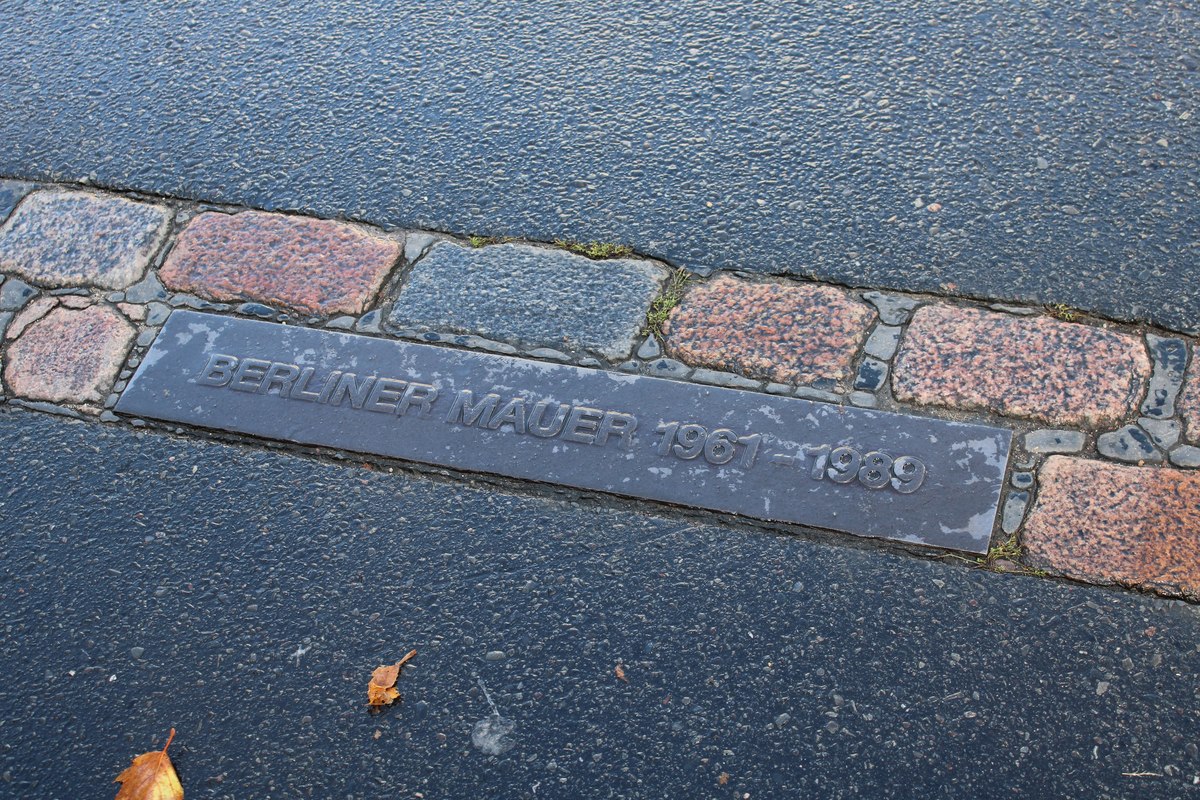 BERLINER MAUER 1961 – 1989